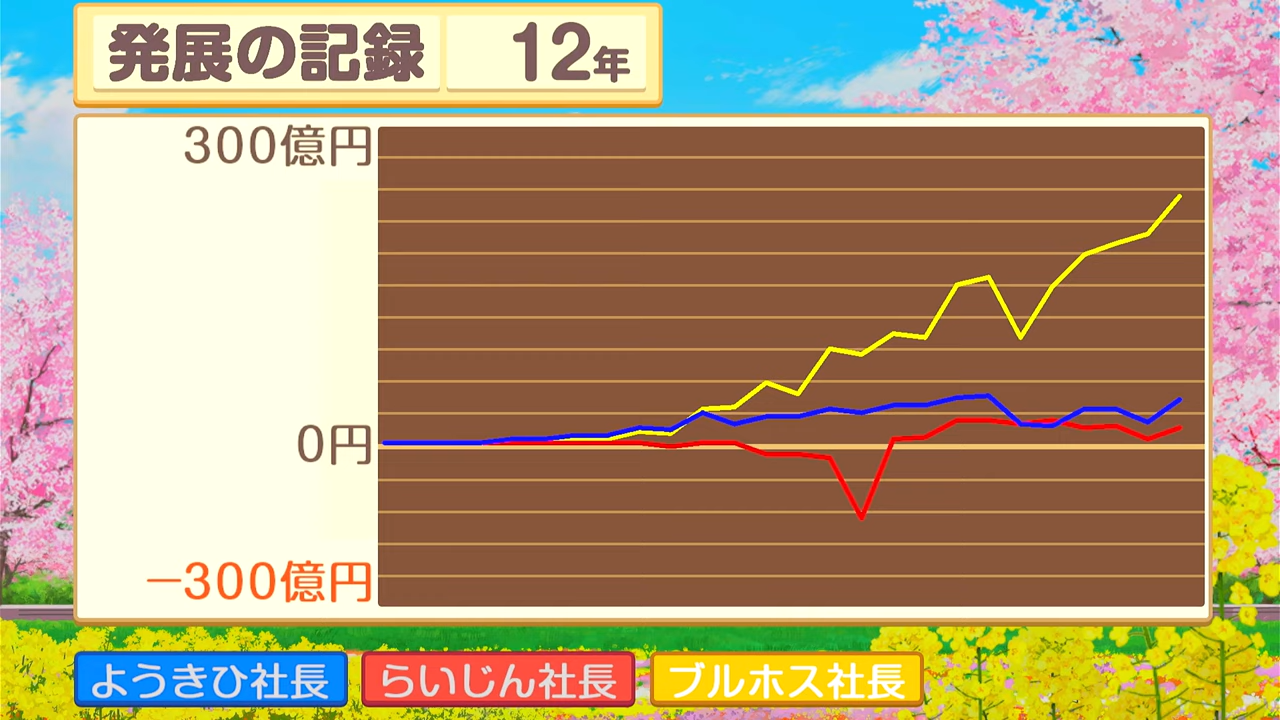 発展の記録 12年
300億円
0円
−300億円
ようきひ社長 らいじん社長 ブルホス社長